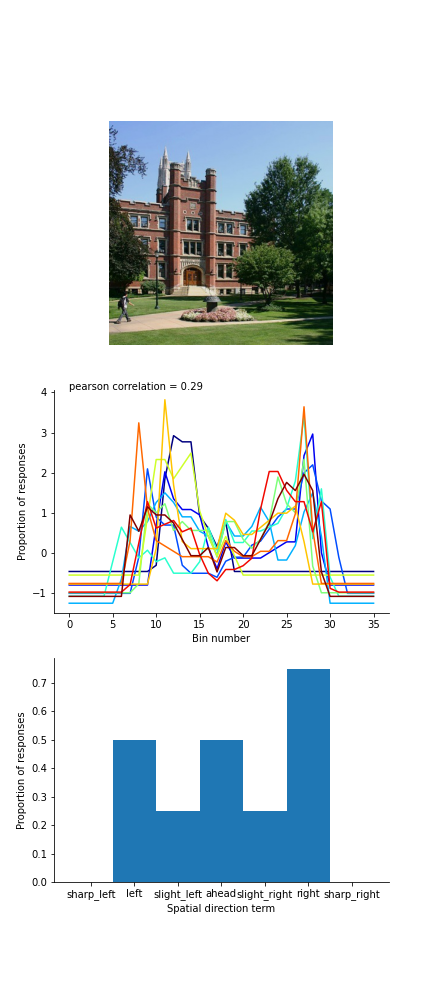 pearson correlation = 0.29
4
3
2
1
0
−1
Proportion of responses
0 5 10 15 20 25 30 35
Bin number
0.7
0.6
0.5
0.4
0.3
0.2
0.1
0.0
Proportion of responses
sharp_left left slight_left ahead slight_right right sharp_right
Spatial direction term